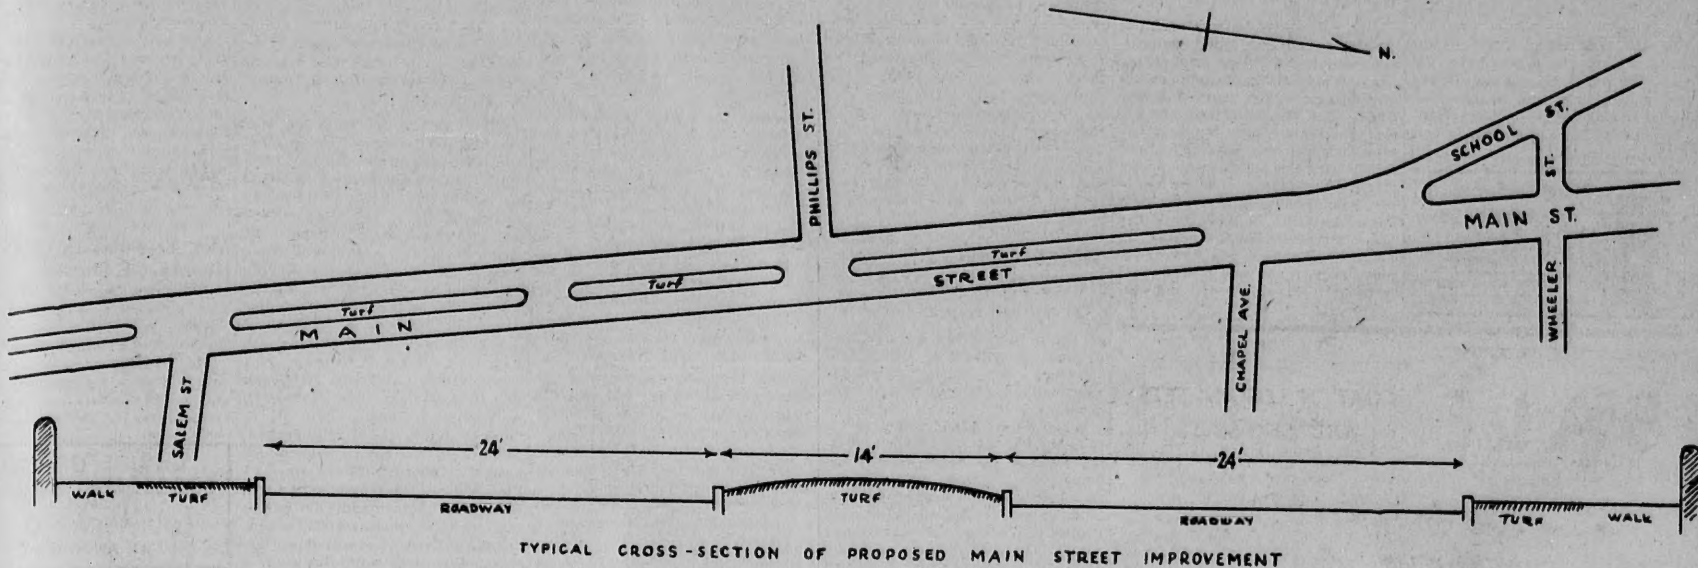 N.
PHILLIPS ST.
SCHOOL ST.
ST.
MAIN ST.
Turf
Turf
Turf
STREET
MAIN
WHEELER
CHAPEL AVE.
SALEM ST
24'
14'
24'
WALK
TURF
ROADWAY
TURF
ROADWAY
TURF
WALK
TYPICAL CROSS-SECTION OF PROPOSED MAIN STREET IMPROVEMENT